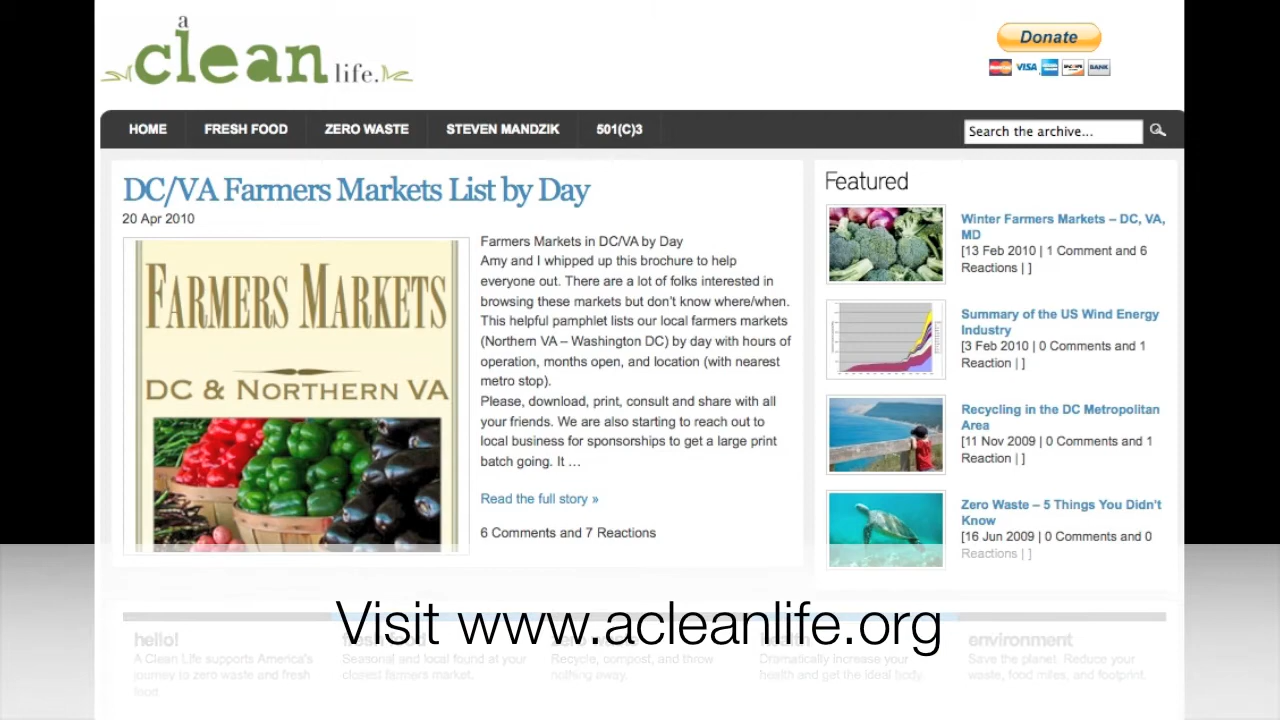 a
clean life.
Donate
VISA
BANK
HOME FRESH FOOD ZERO WASTE STEVEN MANDZIK 501(C)3
Search the archive...
DC/VA Farmers Markets List by Day
20 Apr 2010
FARMERS MARKETS
DC & NORTHERN VA
Farmers Markets in DC/VA by Day
Amy and I whipped up this brochure to help
everyone out. There are a lot of folks interested in
browsing these markets but don't know where/when.
This helpful pamphlet lists our local farmers markets
(Northern VA – Washington DC) by day with hours of
operation, months open, and location (with nearest
metro stop).
Please, download, print, consult and share with all
your friends. We are also starting to reach out to
local business for sponsorships to get a large print
batch going. It …
Read the full story »
6 Comments and 7 Reactions
Featured
Winter Farmers Markets – DC, VA,
MD
[13 Feb 2010 | 1 Comment and 6
Reactions | ]
Summary of the US Wind Energy
Industry
[3 Feb 2010 | 0 Comments and 1
Reaction | ]
Recycling in the DC Metropolitan
Area
[11 Nov 2009 | 0 Comments and 1
Reaction | ]
Zero Waste – 5 Things You Didn't
Know
[16 Jun 2009 | 0 Comments and 0
Reactions | ]
Visit www.acleanlife.org
hello!
A Clean Life supports America's
journey to zero waste and fresh
food
fresh food
Seasonal and local found at your
closest farmers market.
zero waste
Recycle, compost, and throw
nothing away.
health
Dramatically increase your
health and get the ideal body.
environment
Save the planet. Reduce your
waste, food miles, and footprint.